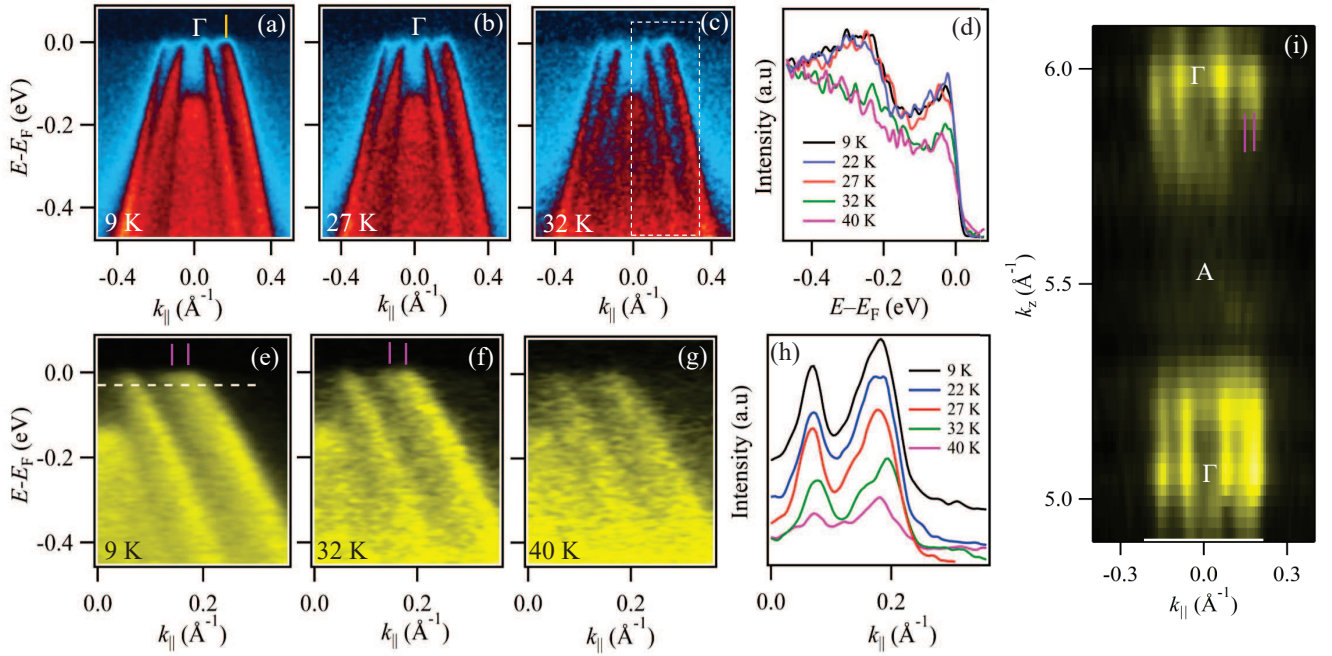 (a)
Γ
E-E_F (eV)
0.0
-0.2
-0.4
9 K
-0.4
0.0
0.4
k_|| (Å⁻¹)
(b)
Γ
27 K
-0.4
0.0
0.4
k_|| (Å⁻¹)
(c)
32 K
-0.4
0.0
0.4
k_|| (Å⁻¹)
(d)
Intensity (a.u)
9 K
22 K
27 K
32 K
40 K
-0.4
-0.2
0.0
E–E_F (eV)
(e)
E-E_F (eV)
0.0
-0.2
-0.4
9 K
0.0
0.2
k_|| (Å⁻¹)
(f)
32 K
0.0
0.2
k_|| (Å⁻¹)
(g)
40 K
0.0
0.2
k_|| (Å⁻¹)
(h)
Intensity (a.u)
9 K
22 K
27 K
32 K
40 K
0.0
0.2
k_|| (Å⁻¹)
(i)
k_z (Å⁻¹)
6.0
5.5
5.0
Γ
A
Γ
-0.3
0.0
0.3
k_|| (Å⁻¹)